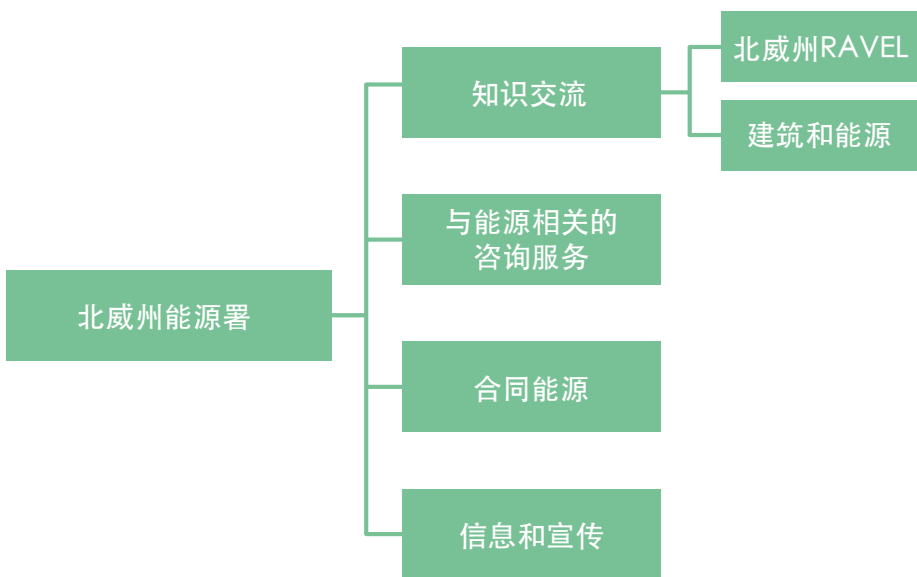 北威州能源署
知识交流
北威州RAVEL
建筑和能源
与能源相关的
咨询服务
合同能源
信息和宣传